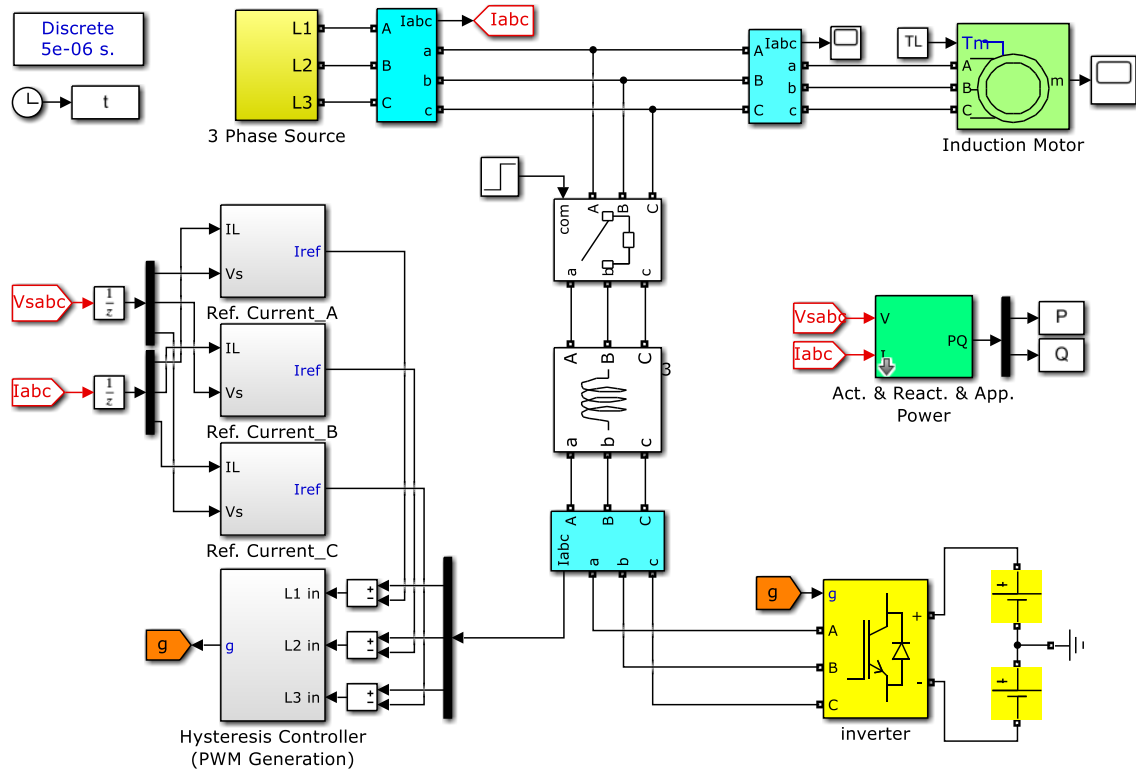 Discrete
5e-06 s.
t
L1
L2
L3
3 Phase Source
A
B
C
Iabc
a
b
c
Iabc
A
B
C
Iabc
a
b
c
TL
Tm
A
B
C
m
Induction Motor
com
A
B
C
a
b
c
Vsabc
1
z
Iabc
1
z
IL
Vs
Iref
Ref. Current_A
IL
Vs
Iref
Ref. Current_B
IL
Vs
Iref
Ref. Current_C
A
B
C
3
a
b
c
Vsabc
Iabc
V
I
PQ
P
Q
Act. & React. & App.
Power
Iabc
A
B
C
a
b
c
L1 in
L2 in
L3 in
g
g
+
−
+
−
+
−
Hysteresis Controller
(PWM Generation)
g
g
A
B
C
+
-
inverter
+
+